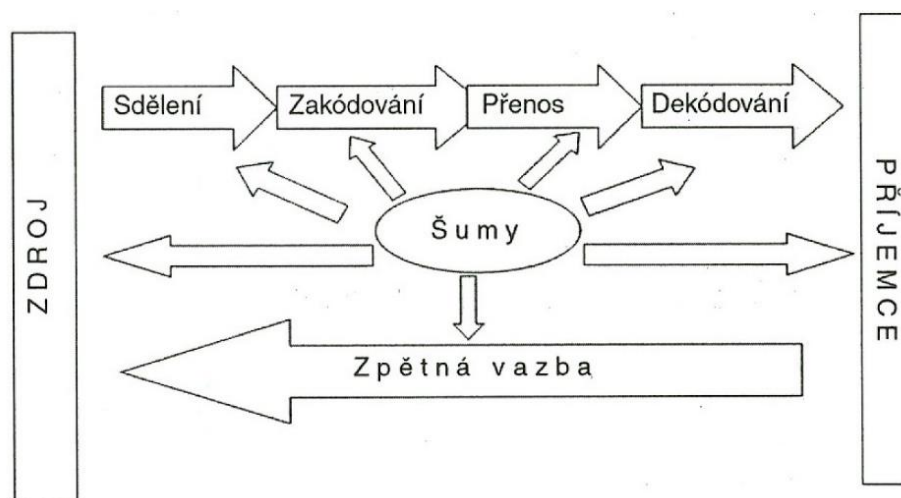 ZDROJ
Sdělení
Zakódování
Přenos
Dekódování
PŘÍJEMCE
Šumy
Zpětná vazba